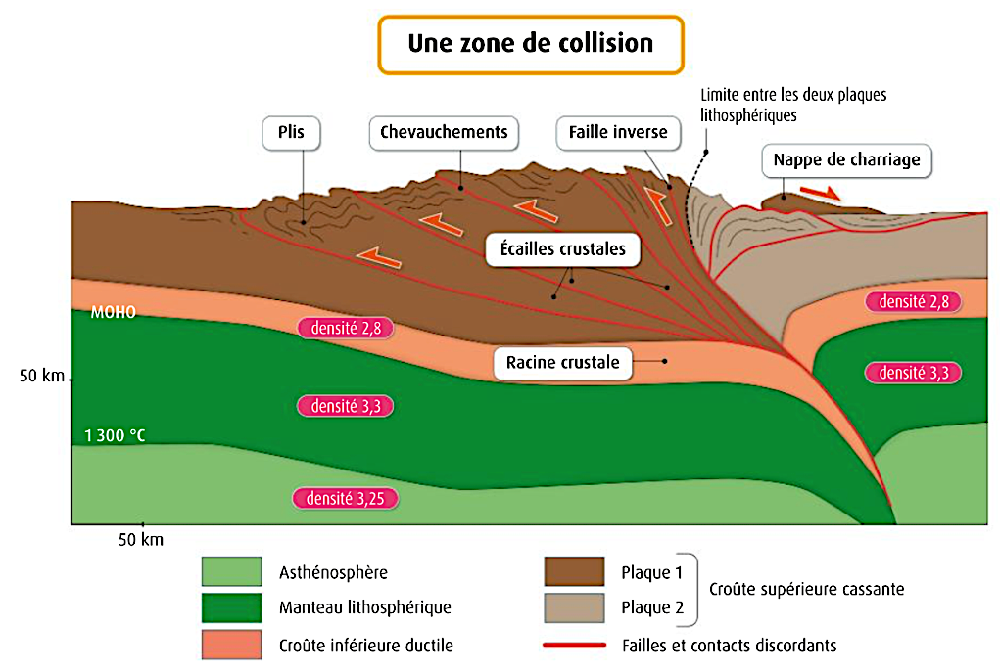 Une zone de collision
Limite entre les deux plaques
lithosphériques
Plis
Chevauchements
Faille inverse
Nappe de charriage
Écailles crustales
MOHO
densité 2,8
densité 2,8
Racine crustale
50 km
densité 3,3
densité 3,3
1 300 °C
densité 3,25
50 km
Asthénosphère
Plaque 1
Manteau lithosphérique
Plaque 2
Croûte supérieure cassante
Croûte inférieure ductile
Failles et contacts discordants